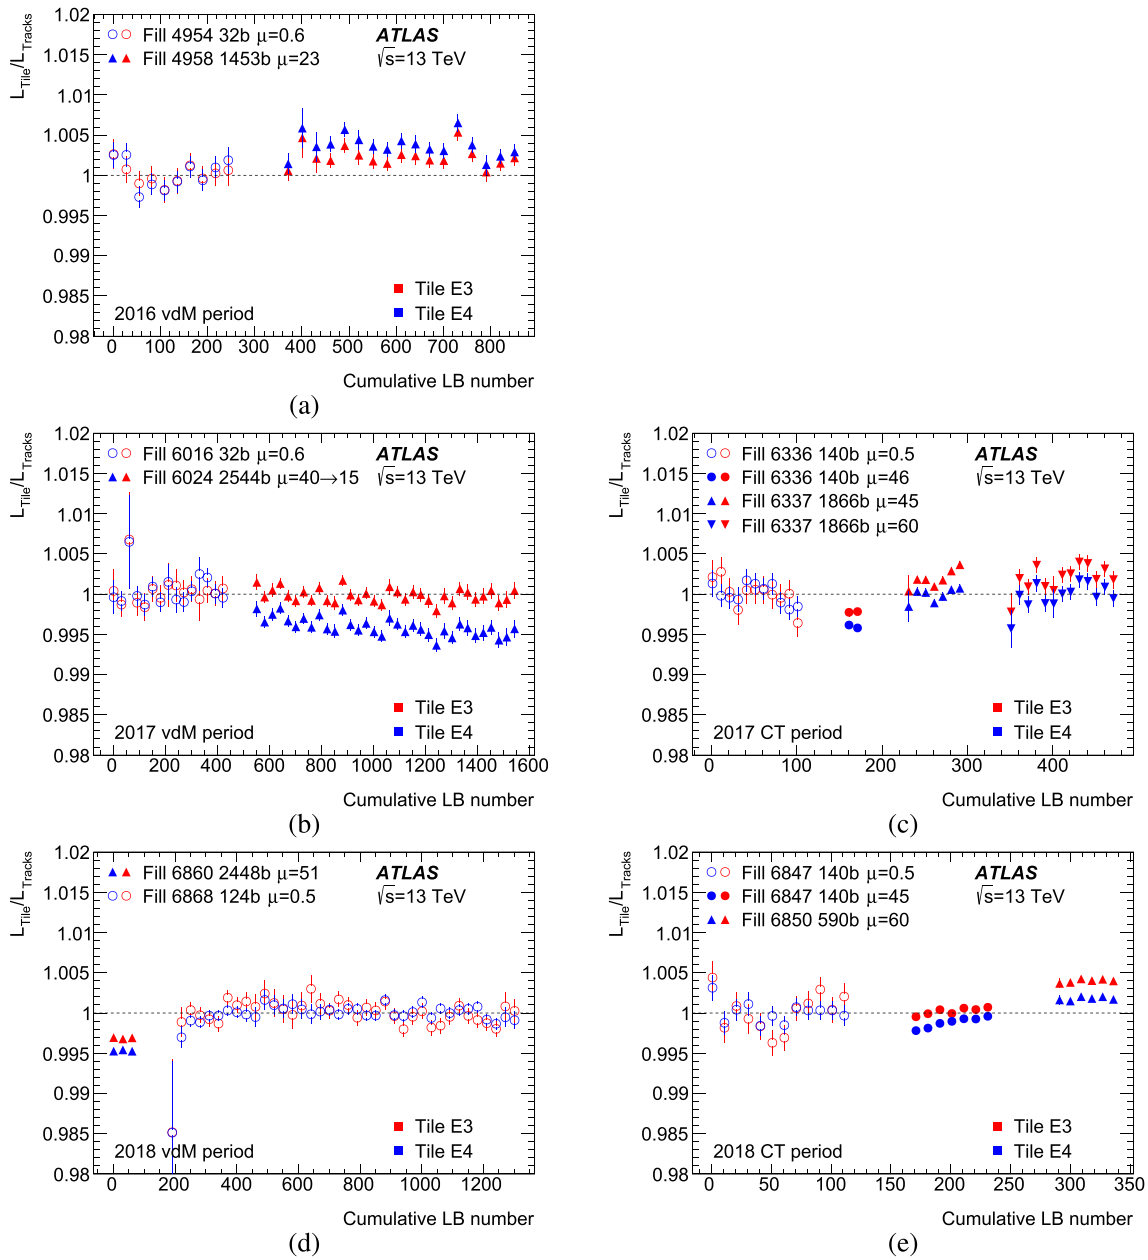 L_Tile/L_Tracks
1.02
1.015
1.01
1.005
1
0.995
0.99
0.985
0.98
Fill 4954 32b μ=0.6
Fill 4958 1453b μ=23
ATLAS
√s=13 TeV
Tile E3
Tile E4
2016 vdM period
0 100 200 300 400 500 600 700 800
Cumulative LB number
(a)
L_Tile/L_Tracks
1.02
1.015
1.01
1.005
1
0.995
0.99
0.985
0.98
Fill 6016 32b μ=0.6
Fill 6024 2544b μ=40→15
ATLAS
√s=13 TeV
Tile E3
Tile E4
2017 vdM period
0 200 400 600 800 1000 1200 1400 1600
Cumulative LB number
(b)
L_Tile/L_Tracks
1.02
1.015
1.01
1.005
1
0.995
0.99
0.985
0.98
Fill 6336 140b μ=0.5
Fill 6336 140b μ=46
Fill 6337 1866b μ=45
Fill 6337 1866b μ=60
ATLAS
√s=13 TeV
Tile E3
Tile E4
2017 CT period
0 100 200 300 400
Cumulative LB number
(c)
L_Tile/L_Tracks
1.02
1.015
1.01
1.005
1
0.995
0.99
0.985
0.98
Fill 6860 2448b μ=51
Fill 6868 124b μ=0.5
ATLAS
√s=13 TeV
Tile E3
Tile E4
2018 vdM period
0 200 400 600 800 1000 1200
Cumulative LB number
(d)
L_Tile/L_Tracks
1.02
1.015
1.01
1.005
1
0.995
0.99
0.985
0.98
Fill 6847 140b μ=0.5
Fill 6847 140b μ=45
Fill 6850 590b μ=60
ATLAS
√s=13 TeV
Tile E3
Tile E4
2018 CT period
0 50 100 150 200 250 300 350
Cumulative LB number
(e)